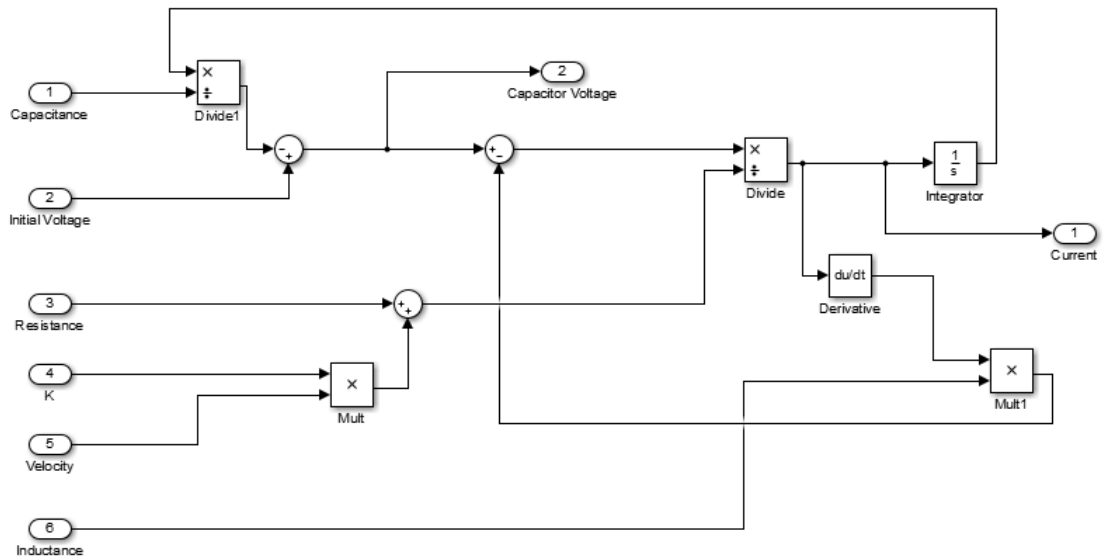 ×
÷
Divide1
1
Capacitance
2
Capacitor Voltage
−
+
+
−
×
÷
Divide
1
s
Integrator
2
Initial Voltage
1
Current
du/dt
Derivative
3
Resistance
+
+
4
K
×
Mult
×
Mult1
5
Velocity
6
Inductance